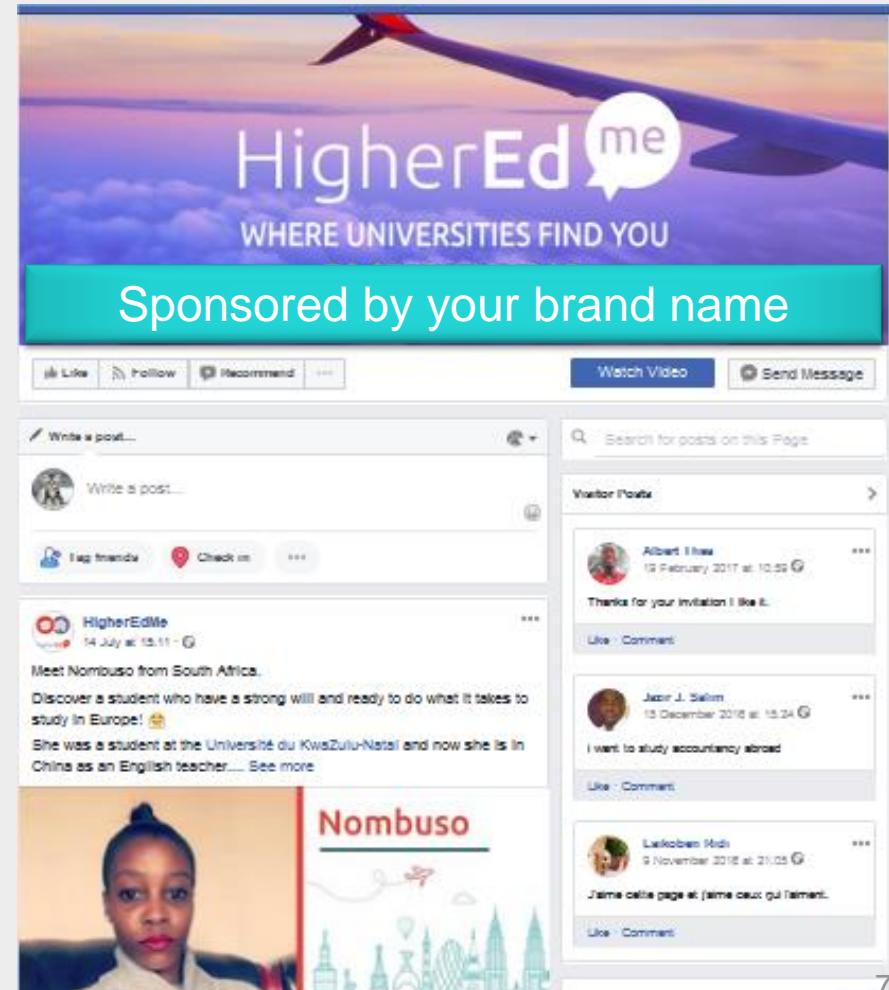 HigherEd me
WHERE UNIVERSITIES FIND YOU
Sponsored by your brand name
Like Follow Recommend ...
Watch Video Send Message
Write a post...
Write a post...
Tag friends Check in ...
HigherEdMe
14 July at 15:11
Meet Nombuso from South Africa.
Discover a student who have a strong will and ready to do what it takes to
study in Europe!
She was a student at the Université du KwaZulu-Natal and now she is in
China as an English teacher.... See more
Nombuso
Search for posts on this Page
Visitor Posts
Albert
19 February 2017 at 10:59
Thanks for your invitation I like it.
Like · Comment
J. Salim
December 2016 at 15:24
i want to study accountancy abroad
Like · Comment
9 November 2016 at 21:05
J'aime cette page et j'aime ceux qui l'aiment.
Like · Comment
7